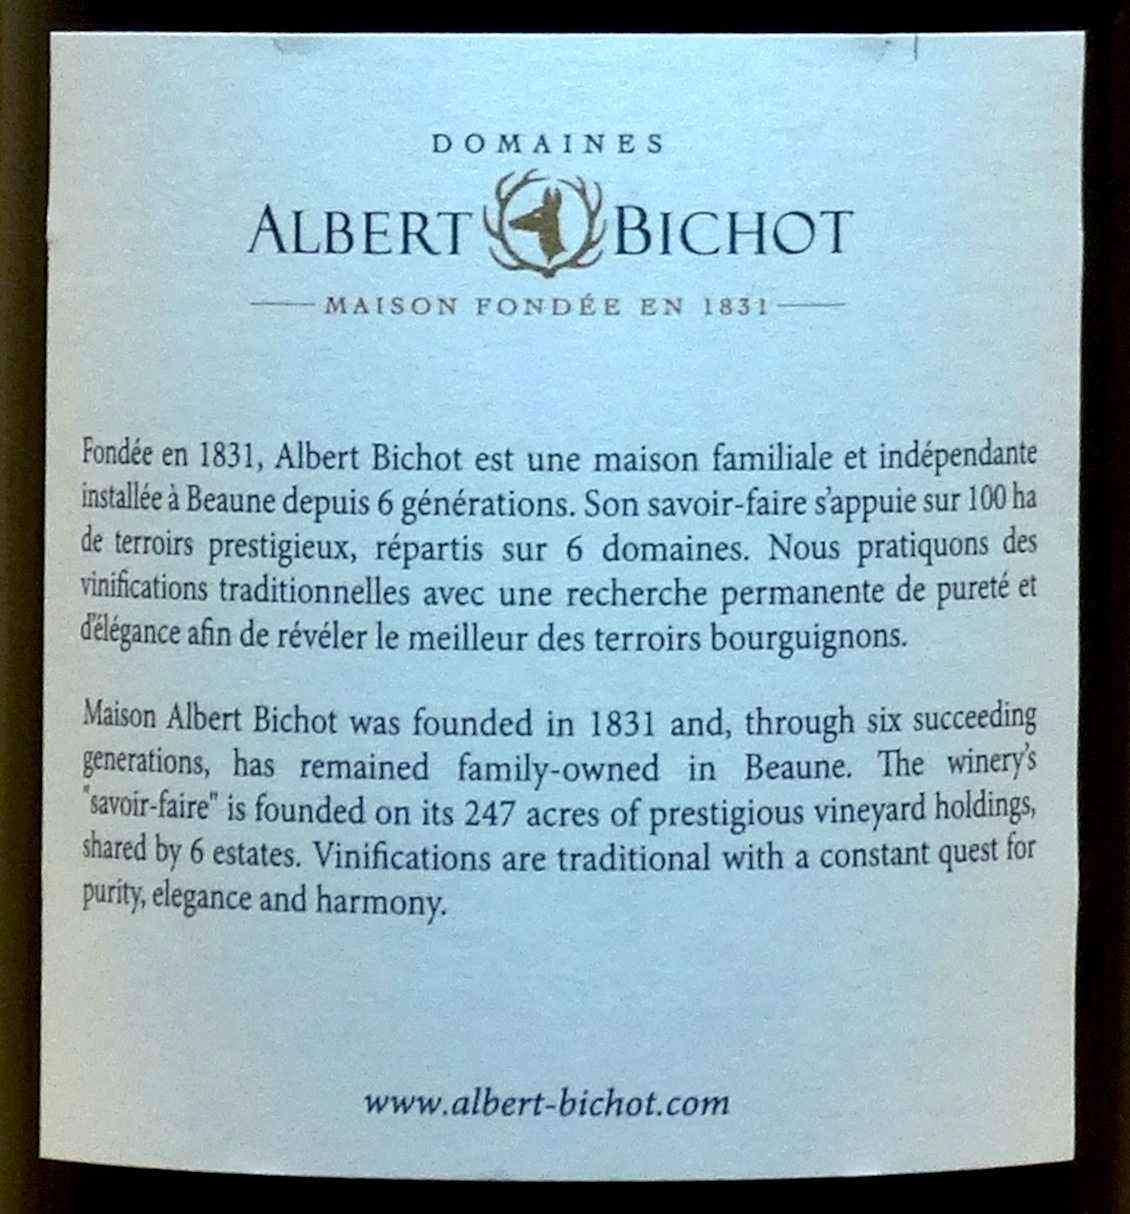 DOMAINES
ALBERT BICHOT
MAISON FONDÉE EN 1831
Fondée en 1831, Albert Bichot est une maison familiale et indépendante
installée à Beaune depuis 6 générations. Son savoir-faire s'appuie sur 100 ha
de terroirs prestigieux, répartis sur 6 domaines. Nous pratiquons des
vinifications traditionnelles avec une recherche permanente de pureté et
d'élégance afin de révéler le meilleur des terroirs bourguignons.
Maison Albert Bichot was founded in 1831 and, through six succeeding
generations, has remained family-owned in Beaune. The winery's
"savoir-faire" is founded on its 247 acres of prestigious vineyard holdings,
shared by 6 estates. Vinifications are traditional with a constant quest for
purity, elegance and harmony.
www.albert-bichot.com